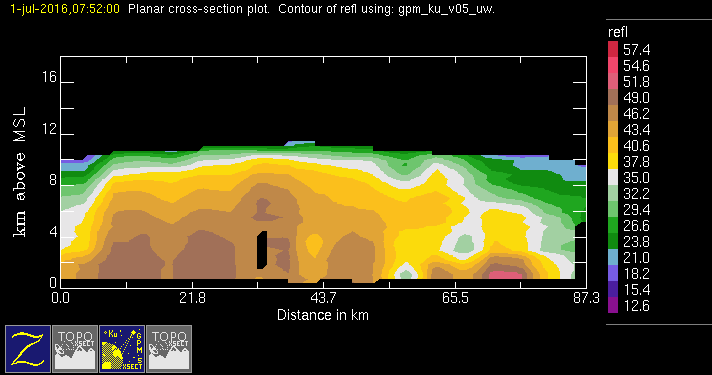 1-jul-2016,07:52:00 Planar cross-section plot. Contour of refl using: gpm_ku_v05_uw.
refl
57.4
54.6
51.8
49.0
46.2
43.4
40.6
37.8
35.0
32.2
29.4
26.6
23.8
21.0
18.2
15.4
12.6
km above MSL
16
12
8
4
0
0.0 21.8 43.7 65.5 87.3
Distance in km
Z
TOPO
XSECT
"Ku"
GPM
XSECT
TOPO
XSECT